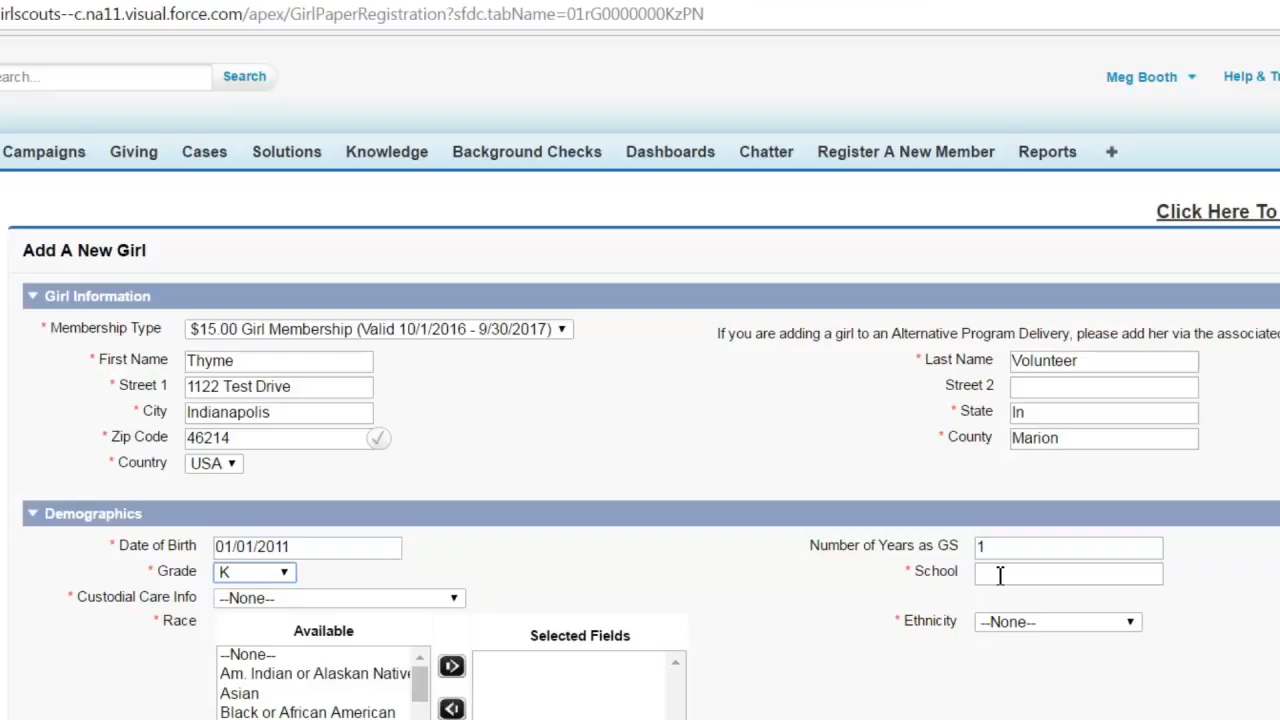 irlscouts--c.na11.visual.force.com/apex/GirlPaperRegistration?sfdc.tabName=01rG0000000KzPN
earch... Search Meg Booth Help & Tr
Campaigns Giving Cases Solutions Knowledge Background Checks Dashboards Chatter Register A New Member Reports +
Click Here To
Add A New Girl
Girl Information
* Membership Type $15.00 Girl Membership (Valid 10/1/2016 - 9/30/2017) If you are adding a girl to an Alternative Program Delivery, please add her via the associated
* First Name Thyme * Last Name Volunteer
* Street 1 1122 Test Drive Street 2
* City Indianapolis * State In
* Zip Code 46214 * County Marion
* Country USA
Demographics
* Date of Birth 01/01/2011 Number of Years as GS 1
* Grade K * School
* Custodial Care Info --None--
* Race * Ethnicity --None--
Available Selected Fields
--None--
Am. Indian or Alaskan Native
Asian
Black or African American